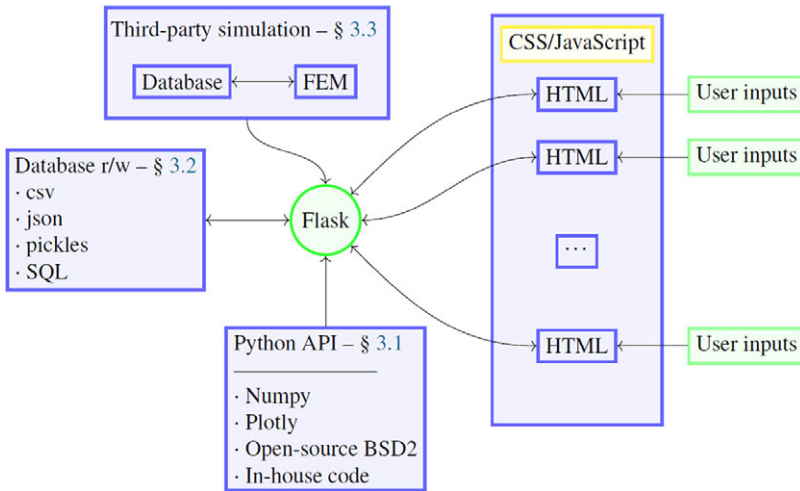 Third-party simulation – § 3.3
Database
FEM
Database r/w – § 3.2
· csv
· json
· pickles
· SQL
Flask
Python API – § 3.1
· Numpy
· Plotly
· Open-source BSD2
· In-house code
CSS/JavaScript
HTML
User inputs
HTML
User inputs
...
HTML
User inputs